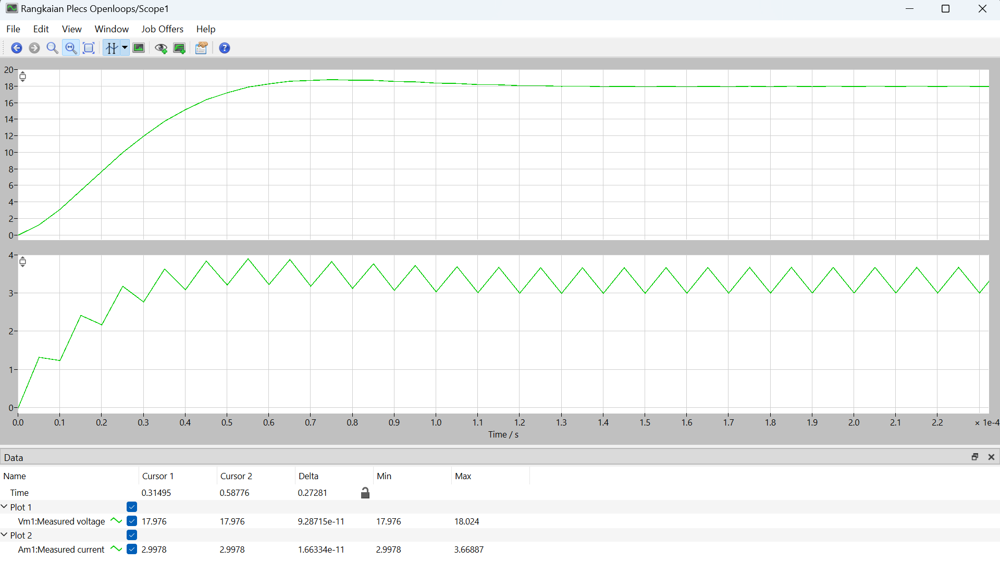 Rangkaian Plecs Openloops/Scope1
File Edit View Window Job Offers Help
20
18
16
14
12
10
8
6
4
2
0
4
3
2
1
0
0.0 0.1 0.2 0.3 0.4 0.5 0.6 0.7 0.8 0.9 1.0 1.1 1.2 1.3 1.4 1.5 1.6 1.7 1.8 1.9 2.0 2.1 2.2 × 1e-4
Time / s
Data
Name Cursor 1 Cursor 2 Delta Min Max
Time 0.31495 0.58776 0.27281
Plot 1
Vm1:Measured voltage 17.976 17.976 9.28715e-11 17.976 18.024
Plot 2
Am1:Measured current 2.9978 2.9978 1.66334e-11 2.9978 3.66887